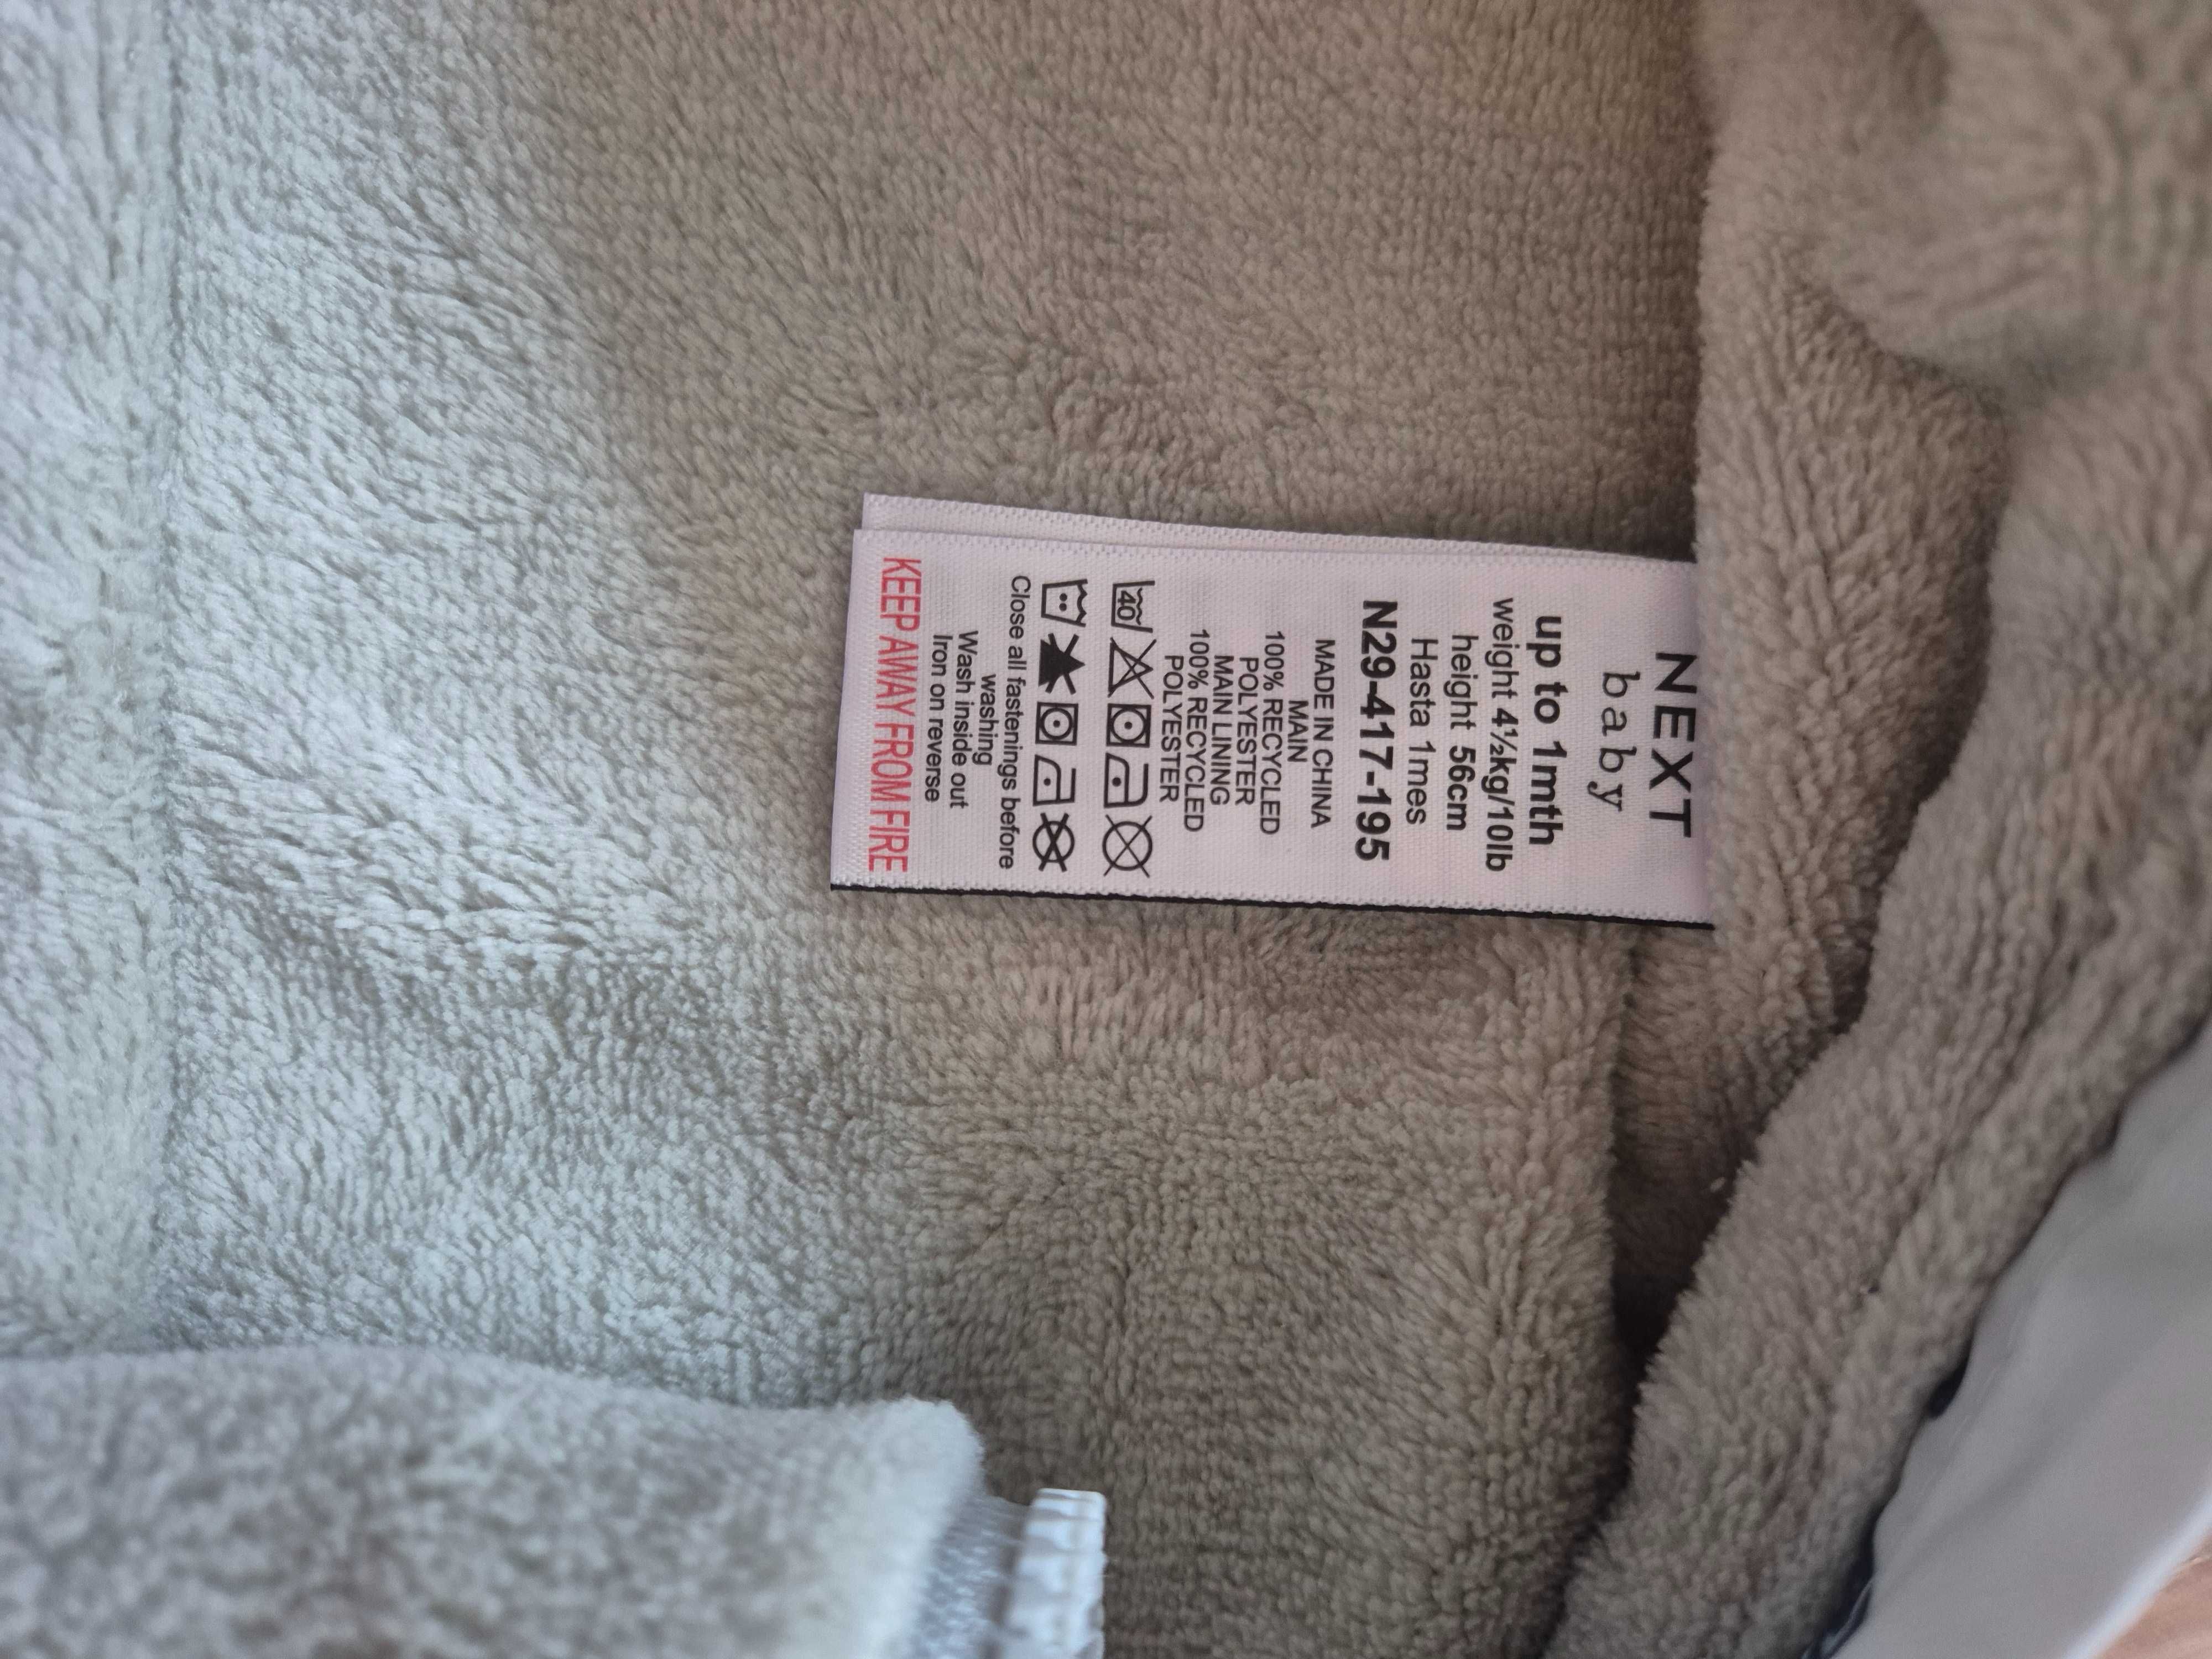 NEXT
baby
up to 1mth
weight 4½kg/10lb
height 56cm
Hasta 1mes
N29-417-195
MADE IN CHINA
MAIN
100% RECYCLED
POLYESTER
MAIN LINING
100% RECYCLED
POLYESTER
40
Close all fastenings before
washing
Wash inside out
Iron on reverse
KEEP AWAY FROM FIRE